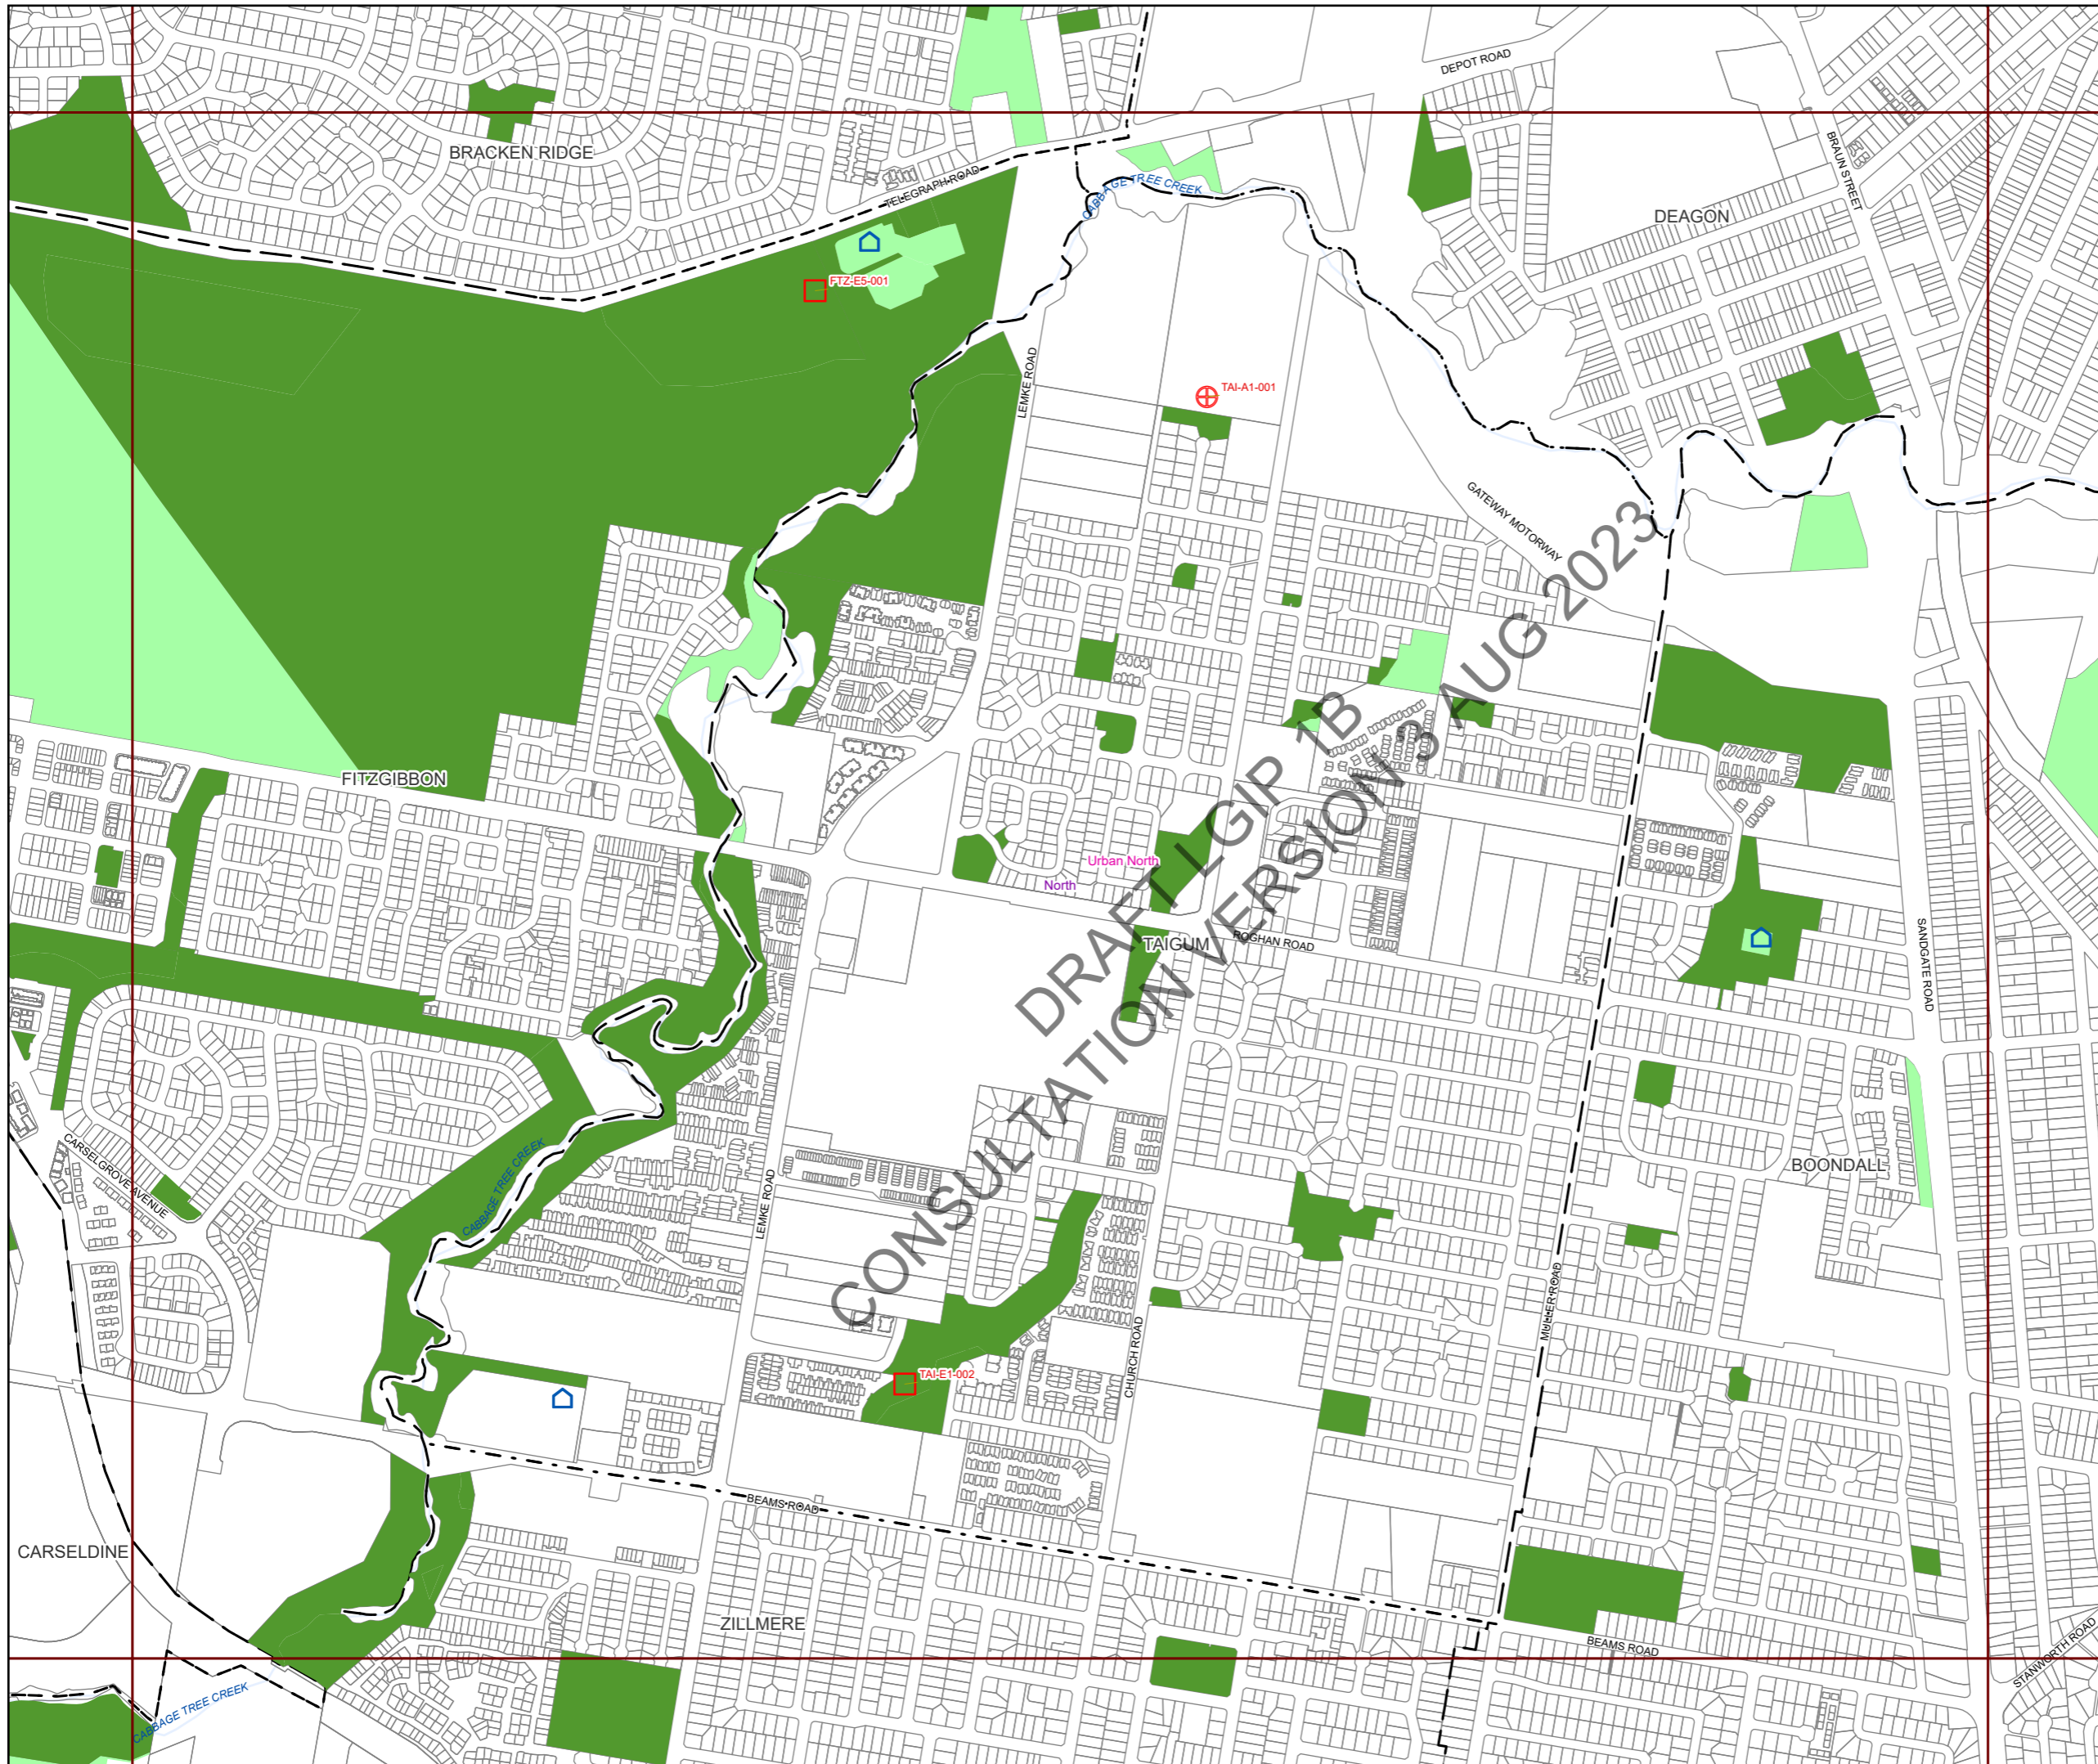 DEPOT ROAD
BRACKEN RIDGE
BRAUN STREET
TELEGRAPH ROAD
CABBAGE TREE CREEK
DEAGON
FTZ-E5-001
LEMKE ROAD
TAI-A1-001
GATEWAY MOTORWAY
FITZGIBBON
Urban North
North
TAIGUM
ROGHAN ROAD
SANDGATE ROAD
DRAFT LGIP 1B
CONSULTATION VERSION 3 AUG 2023
CARSELGROVE AVENUE
CABBAGE TREE CREEK
LEMKE ROAD
BOONDALL
MULLER ROAD
CHURCH ROAD
TAI-E1-002
BEAMS ROAD
CARSELDINE
ZILLMERE
BEAMS ROAD
STANWORTH ROAD
CABBAGE TREE CREEK